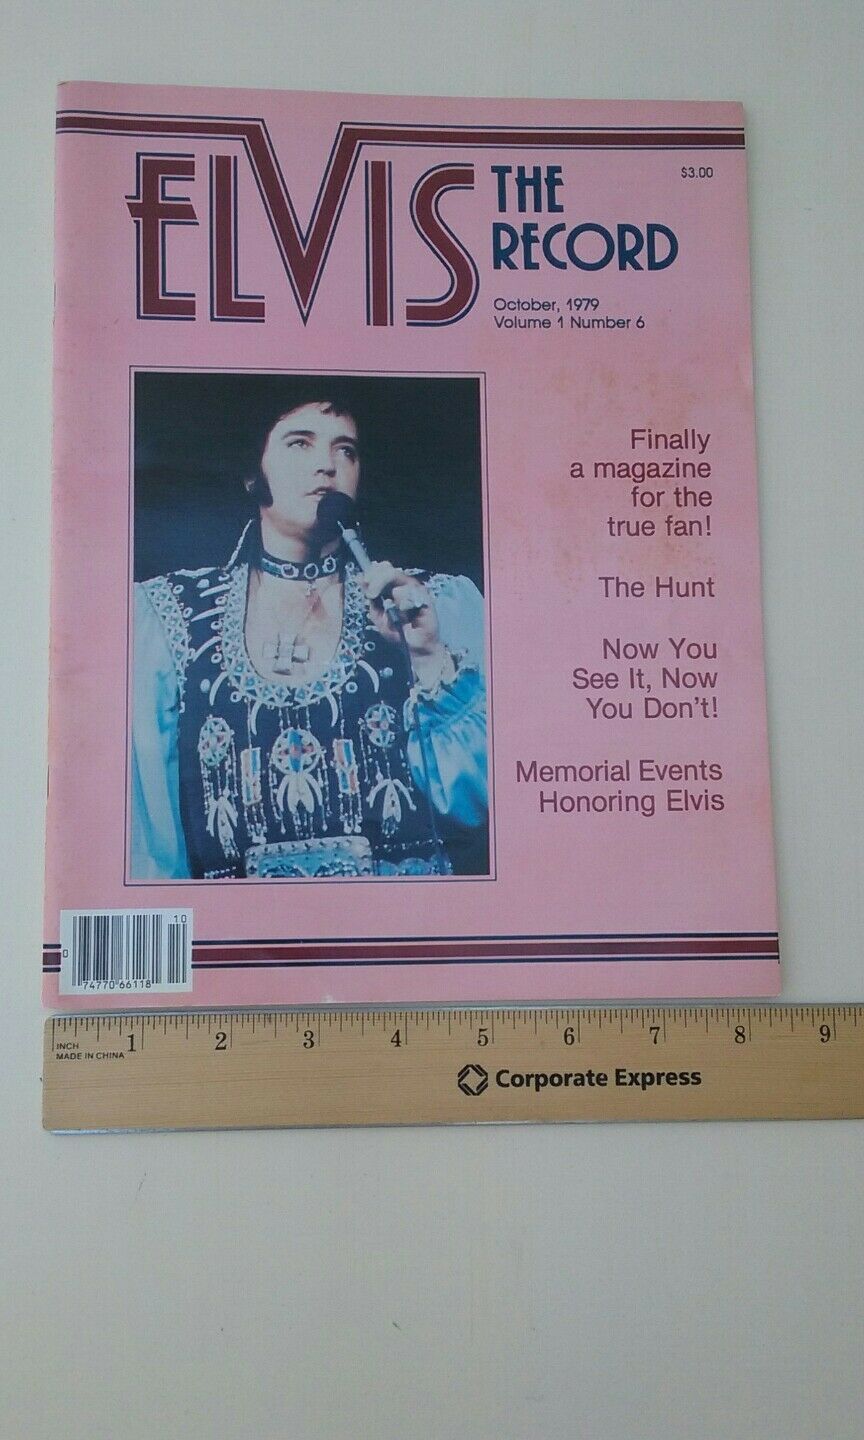 ELVIS
THE
RECORD
$3.00
October, 1979
Volume 1 Number 6
Finally
a magazine
for the
true fan!
The Hunt
Now You
See It, Now
You Don't!
Memorial Events
Honoring Elvis
10
0
74770 66118
1 2 3 4 5 6 7 8 9
INCH
MADE IN CHINA
Corporate Express